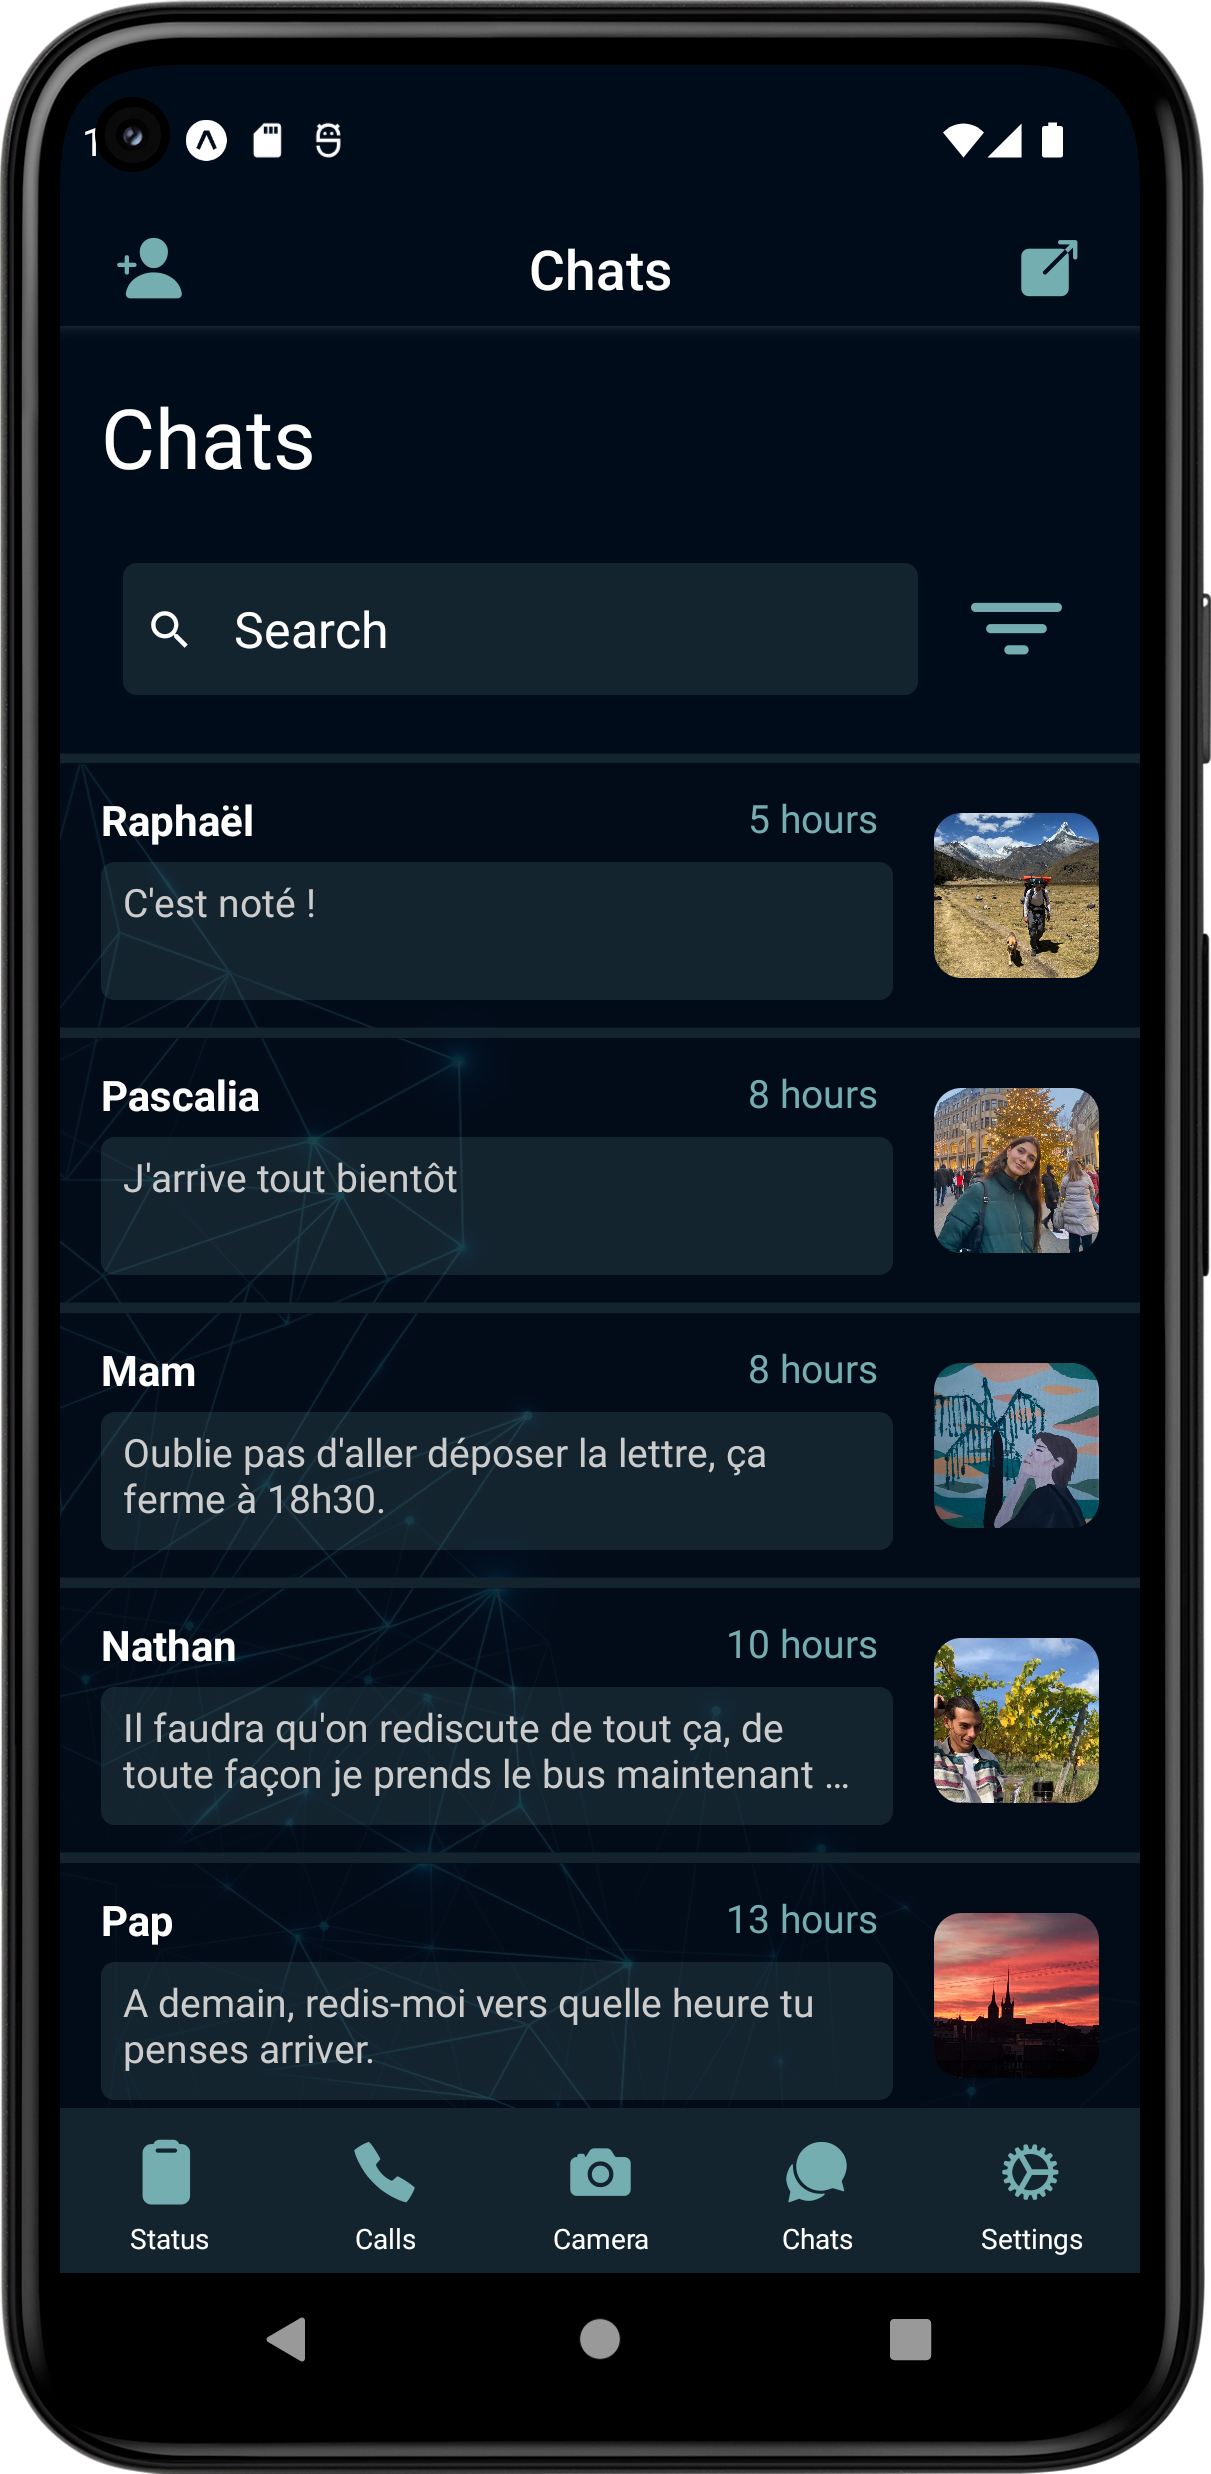 Chats
Chats
Search
Raphaël
5 hours
C'est noté !
Pascalia
8 hours
J'arrive tout bientôt
Mam
8 hours
Oublie pas d'aller déposer la lettre, ça
ferme à 18h30.
Nathan
10 hours
Il faudra qu'on rediscute de tout ça, de
toute façon je prends le bus maintenant ...
Pap
13 hours
A demain, redis-moi vers quelle heure tu
penses arriver.
Status
Calls
Camera
Chats
Settings